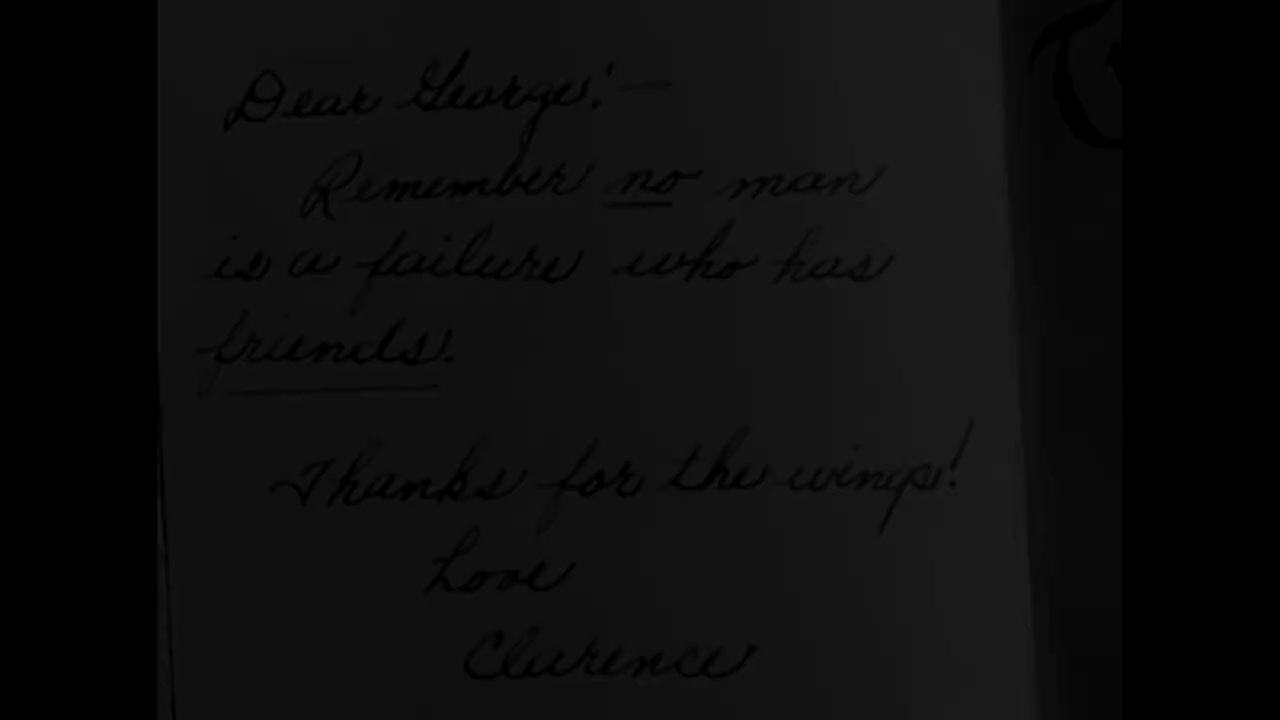 Dear George:—
Remember no man
is a failure who has
friends.
Thanks for the wings!
Love
Clarence